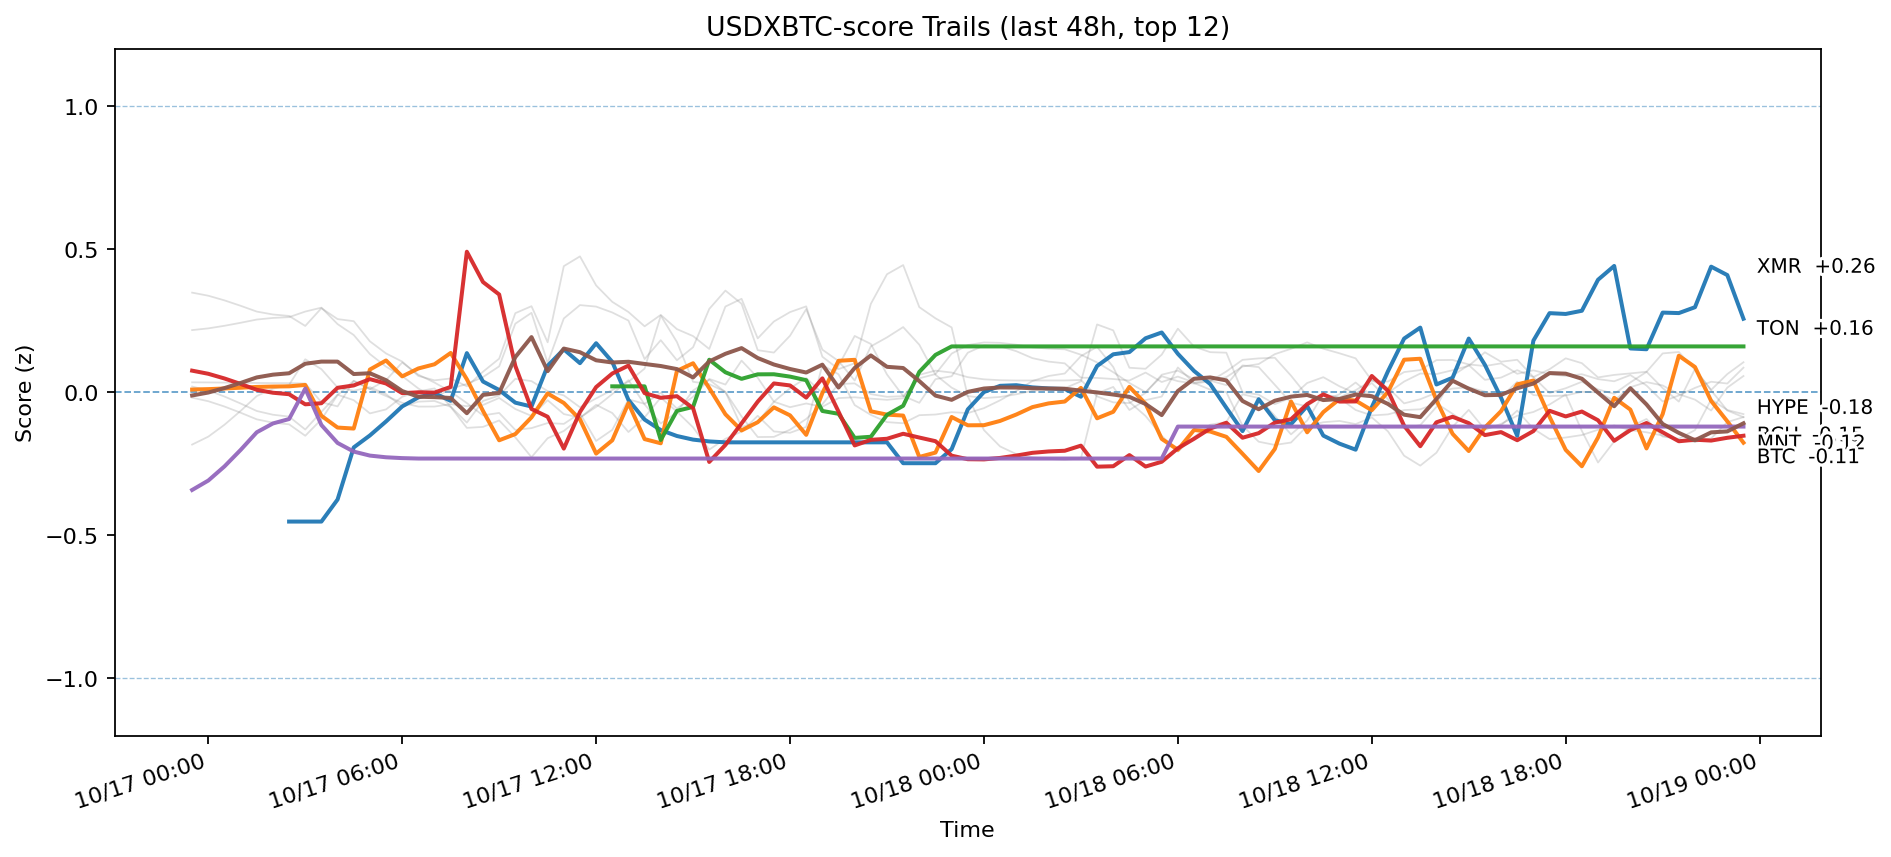 USDXBTC-score Trails (last 48h, top 12)
Score (z)
1.0
0.5
0.0
−0.5
−1.0
XMR +0.26
TON +0.16
HYPE -0.18
BCH -0.15
MNT -0.12
BTC -0.11
10/17 00:00
10/17 06:00
10/17 12:00
10/17 18:00
10/18 00:00
10/18 06:00
10/18 12:00
10/18 18:00
10/19 00:00
Time